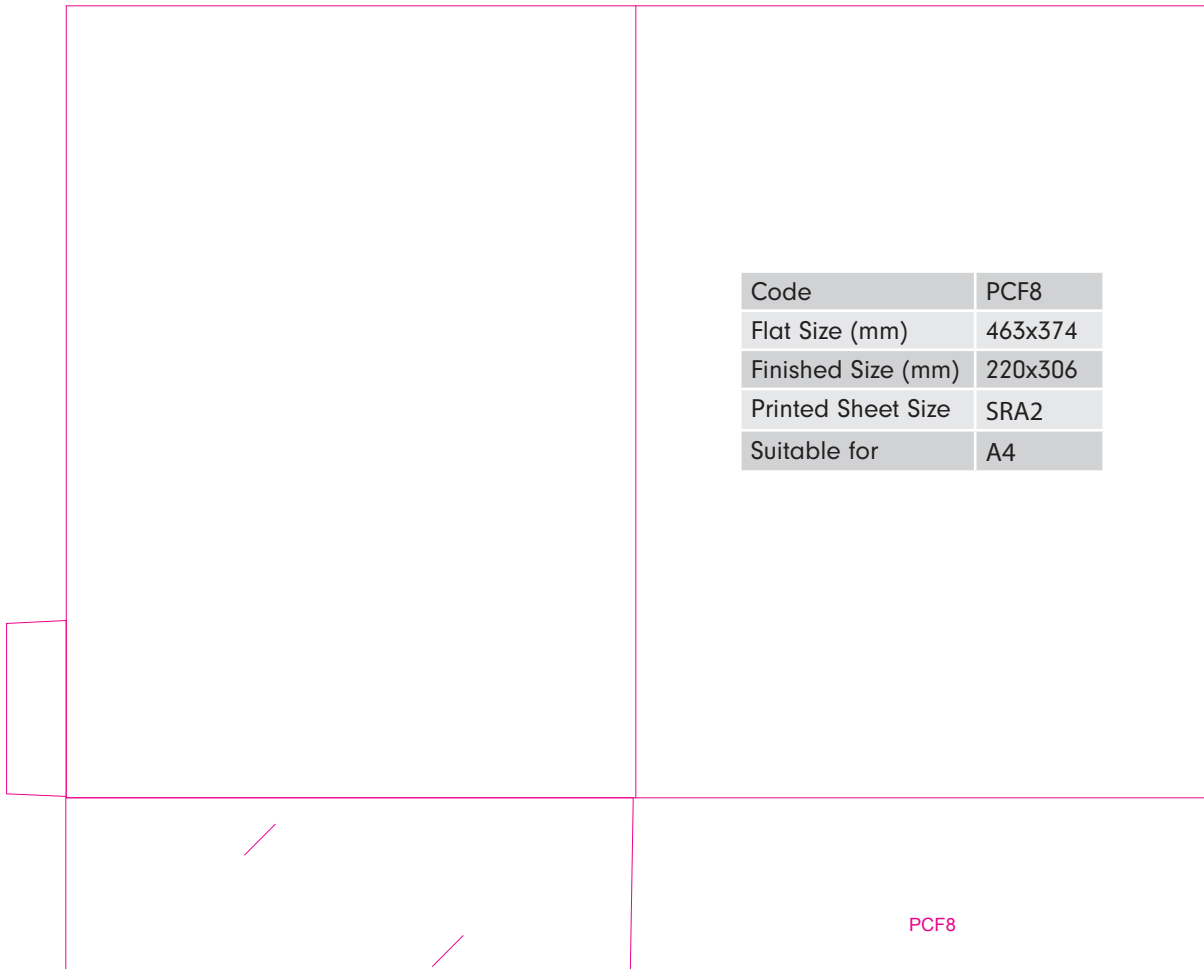 Code PCF8
Flat Size (mm) 463x374
Finished Size (mm) 220x306
Printed Sheet Size SRA2
Suitable for A4
PCF8